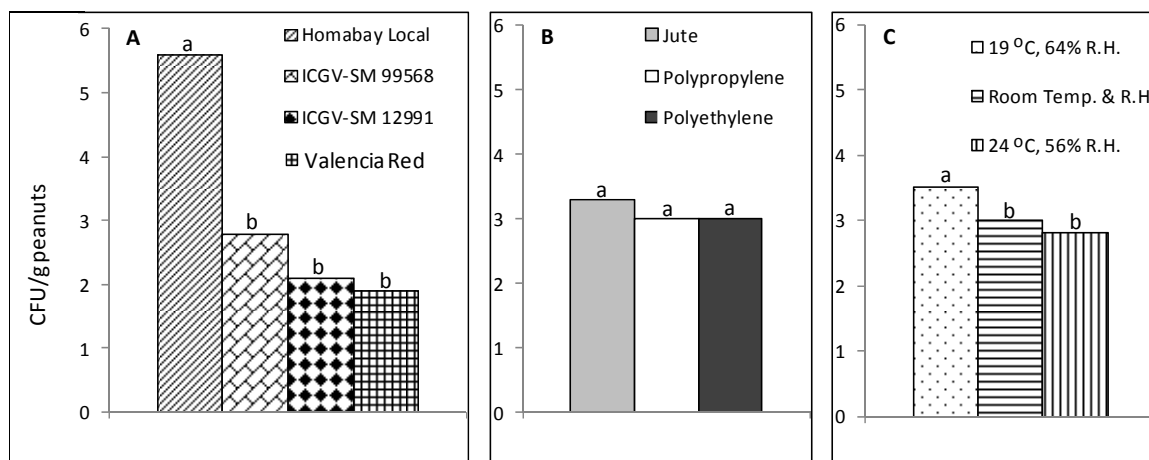 CFU/gpeanuts
A
6
5
4
3
2
1
0
a
b
b
b
Homabay Local
ICGV-SM 99568
ICGV-SM 12991
Valencia Red
B
6
5
4
3
2
1
0
a
a
a
Jute
Polypropylene
Polyethylene
C
6
5
4
3
2
1
0
a
b
b
19 °C, 64% R.H.
Room Temp. & R.H
24 °C, 56% R.H.